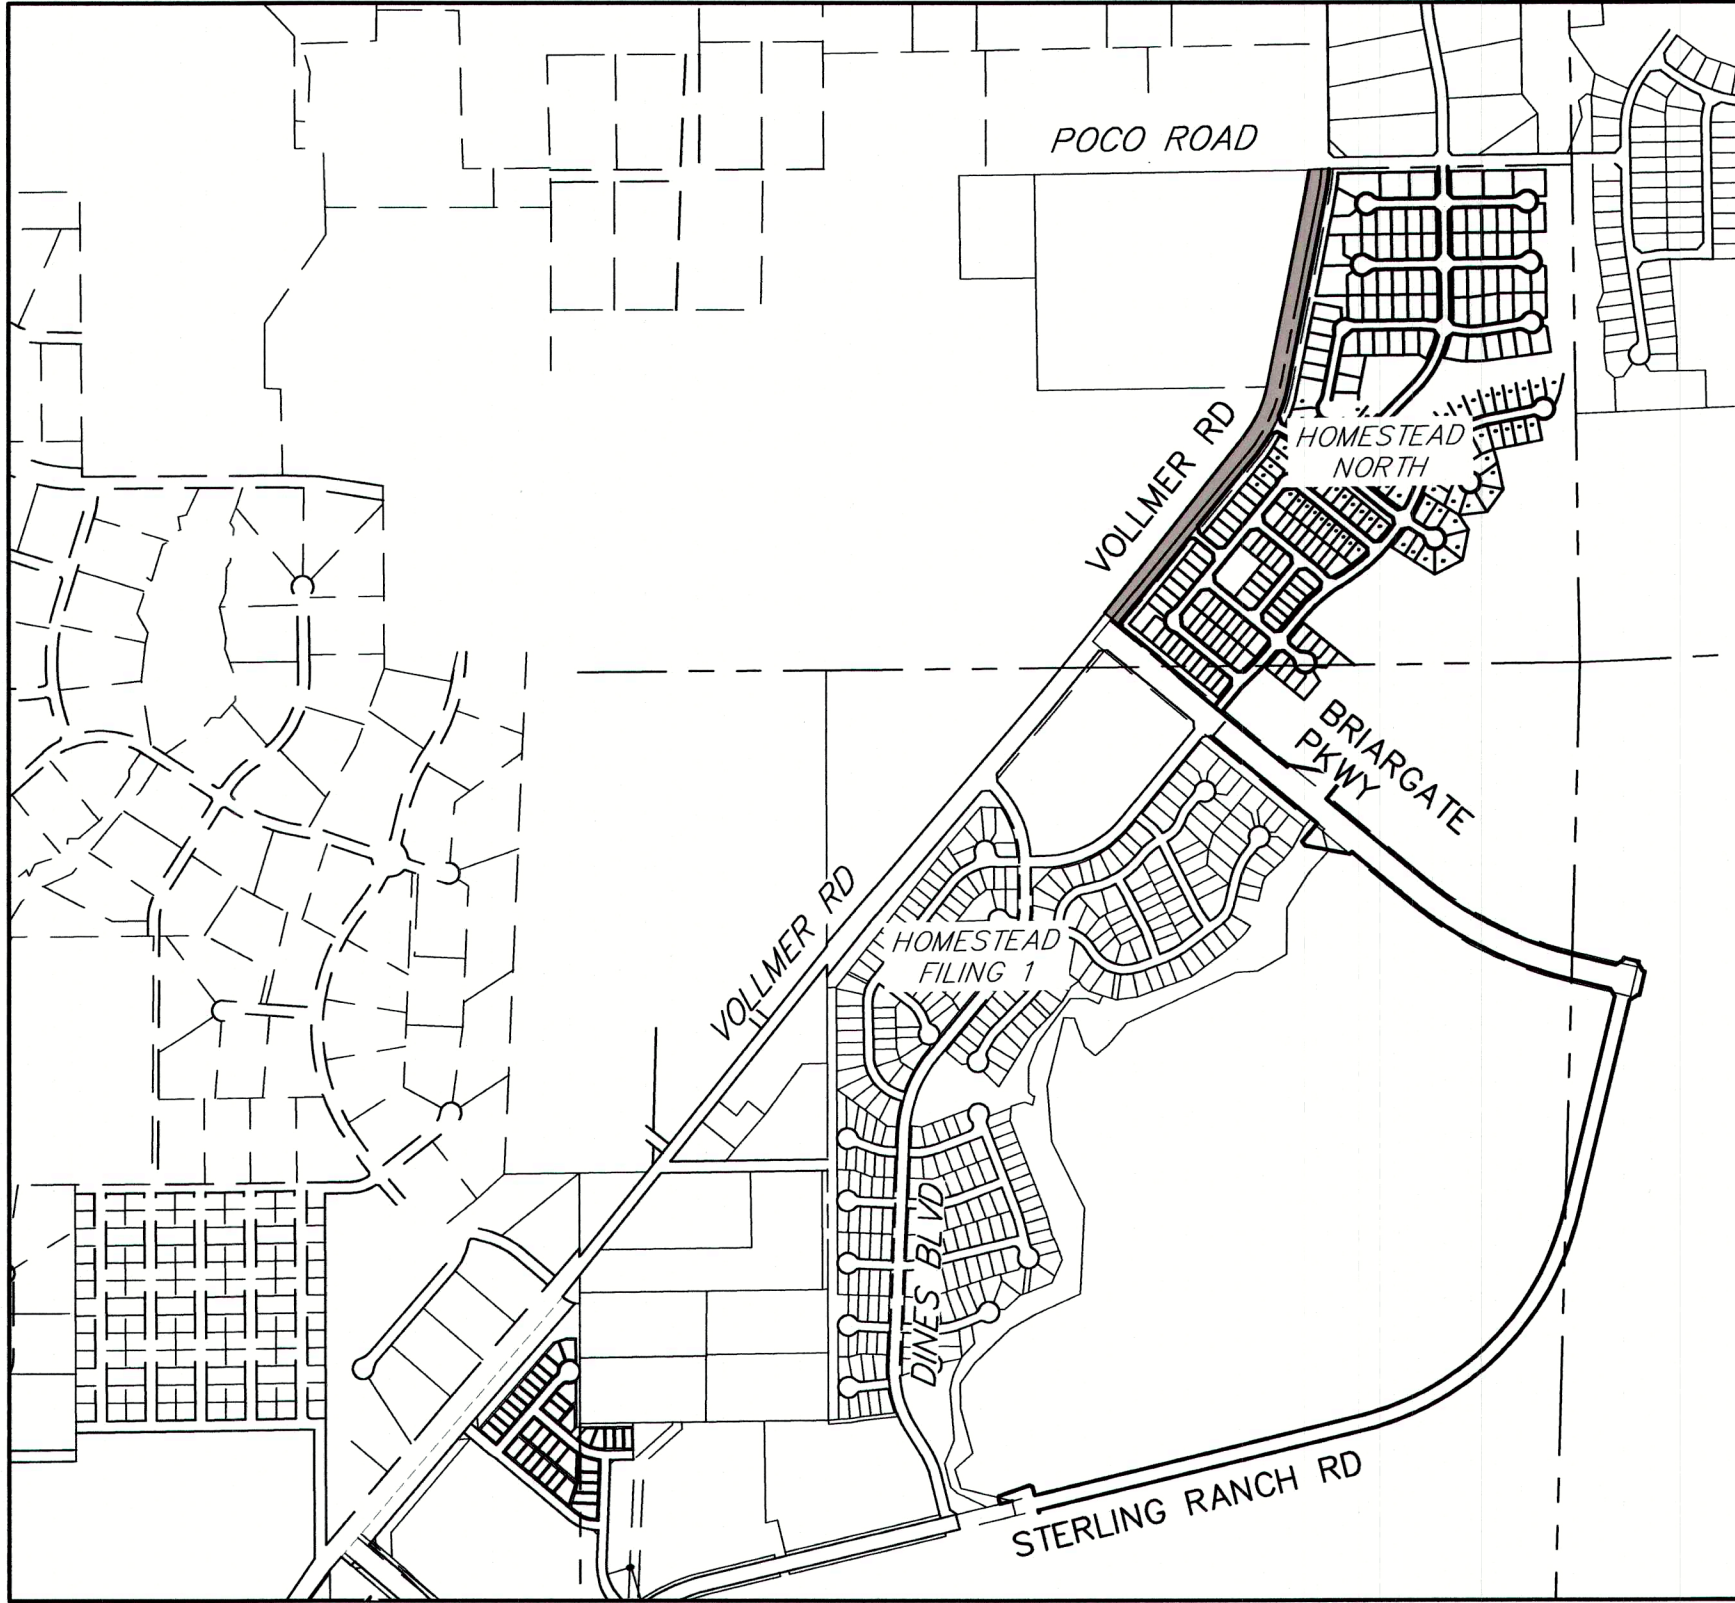 POCO ROAD
VOLLMER RD
HOMESTEAD
NORTH
BRIARGATE
PKWY
VOLLMER RD
HOMESTEAD
FILING 1
DINES BLVD
STERLING RANCH RD